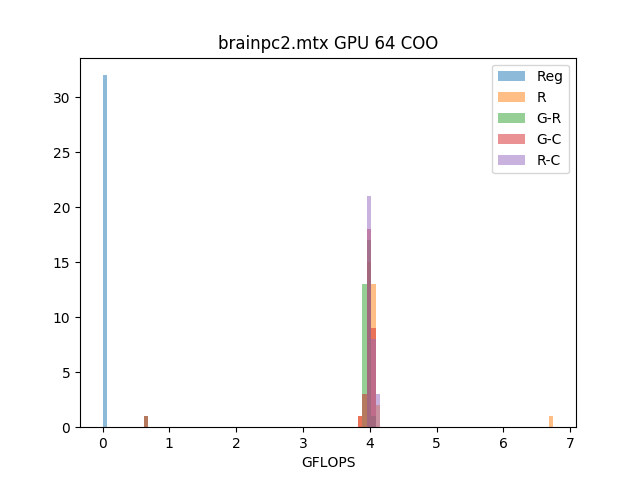 brainpc2.mtx GPU 64 COO
Reg
R
G-R
G-C
R-C
30
25
20
15
10
5
0
0 1 2 3 4 5 6 7
GFLOPS